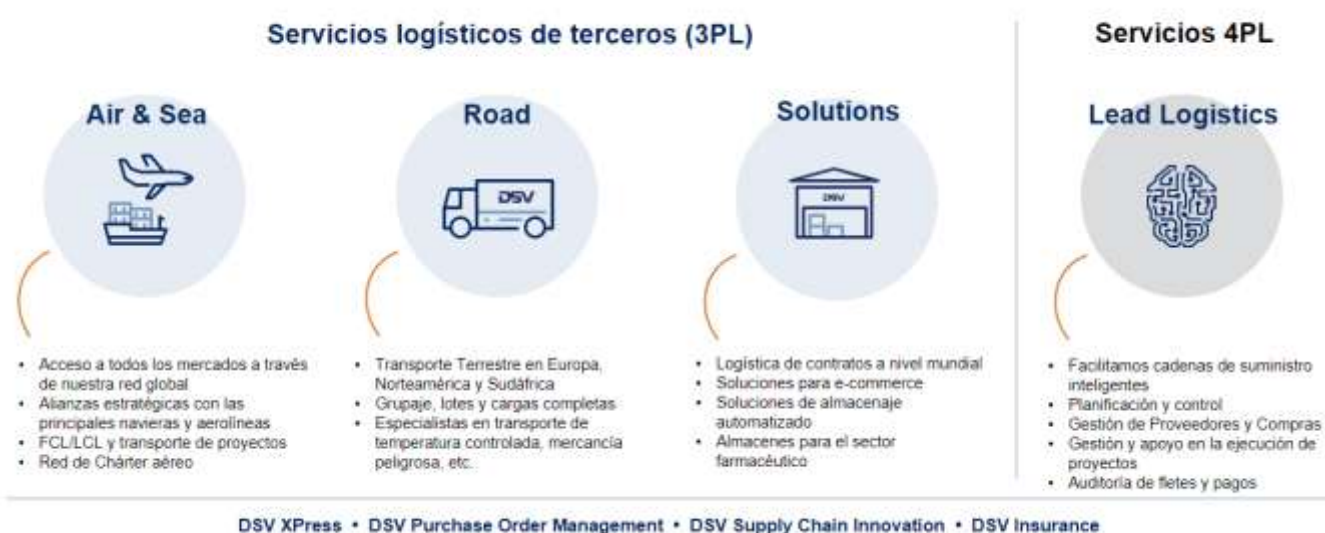 Servicios logísticos de terceros (3PL)
Servicios 4PL
Air & Sea
Road
Solutions
Lead Logistics
DSV
DSV
• Acceso a todos los mercados a través
de nuestra red global
• Alianzas estratégicas con las
principales navieras y aerolíneas
• FCL/LCL y transporte de proyectos
• Red de Chárter aéreo
• Transporte Terrestre en Europa,
Norteamérica y Sudáfrica
• Grupaje, lotes y cargas completas
• Especialistas en transporte de
temperatura controlada, mercancía
peligrosa, etc.
• Logística de contratos a nivel mundial
• Soluciones para e-commerce
• Soluciones de almacenaje
automatizado
• Almacenes para el sector
farmacéutico
• Facilitamos cadenas de suministro
inteligentes
• Planificación y control
• Gestión de Proveedores y Compras
• Gestión y apoyo en la ejecución de
proyectos
• Auditoría de fletes y pagos
DSV XPress • DSV Purchase Order Management • DSV Supply Chain Innovation • DSV Insurance